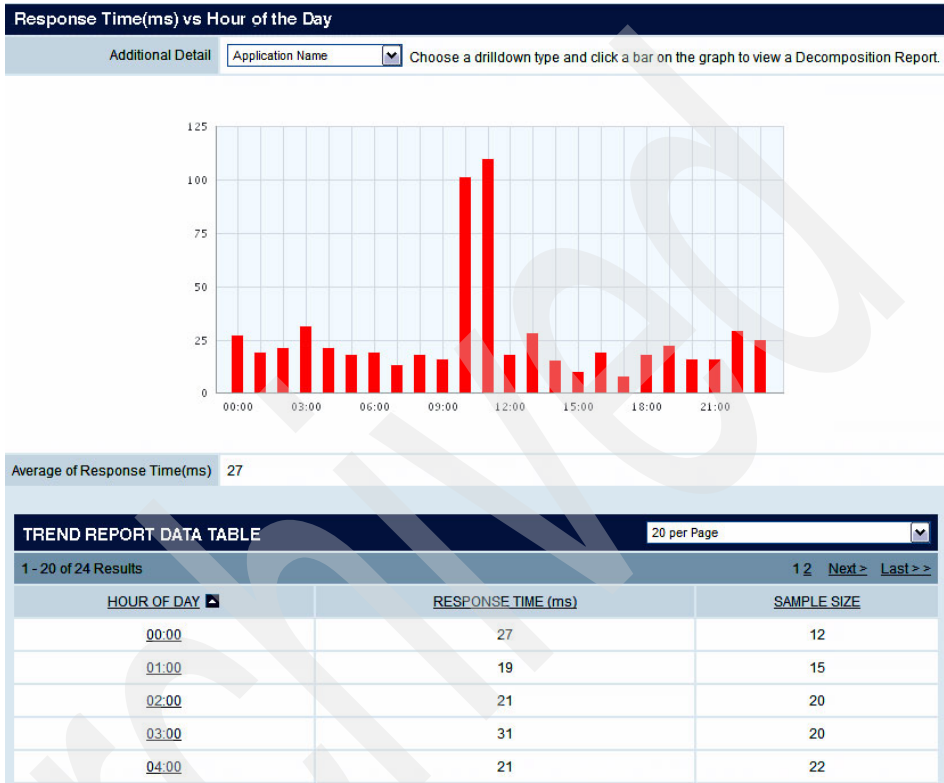 Response Time(ms) vs Hour of the Day
Additional Detail Application Name Choose a drilldown type and click a bar on the graph to view a Decomposition Report.
125
100
75
50
25
0
00:00 03:00 06:00 09:00 12:00 15:00 18:00 21:00
Average of Response Time(ms) 27
TREND REPORT DATA TABLE 20 per Page
1 - 20 of 24 Results 1 2 Next > Last > >
HOUR OF DAY RESPONSE TIME (ms) SAMPLE SIZE
00:00 27 12
01:00 19 15
02:00 21 20
03:00 31 20
04:00 21 22